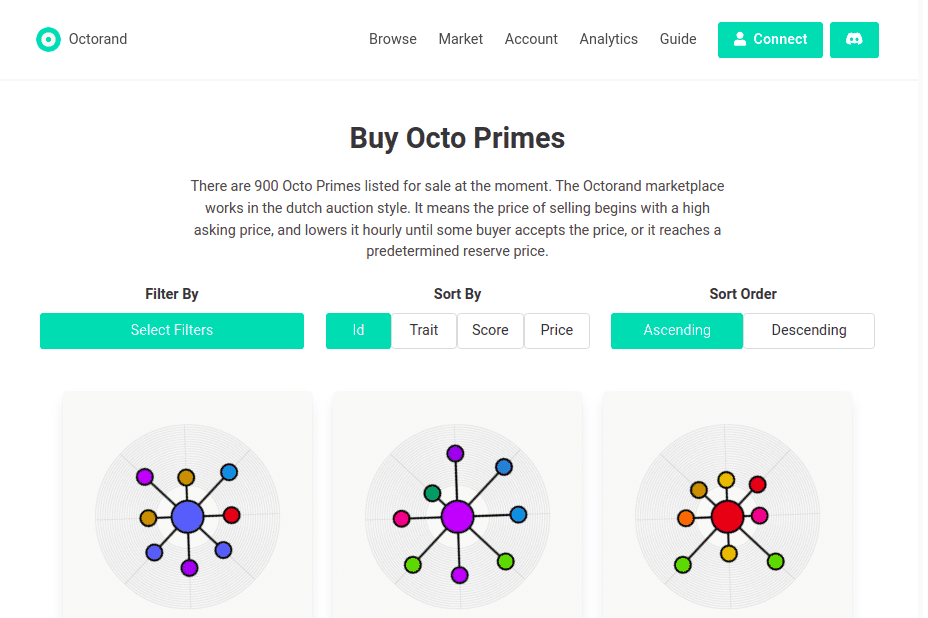 Octorand
Browse Market Account Analytics Guide Connect
Buy Octo Primes
There are 900 Octo Primes listed for sale at the moment. The Octorand marketplace
works in the dutch auction style. It means the price of selling begins with a high
asking price, and lowers it hourly until some buyer accepts the price, or it reaches a
predetermined reserve price.
Filter By Sort By Sort Order
Select Filters Id Trait Score Price Ascending Descending